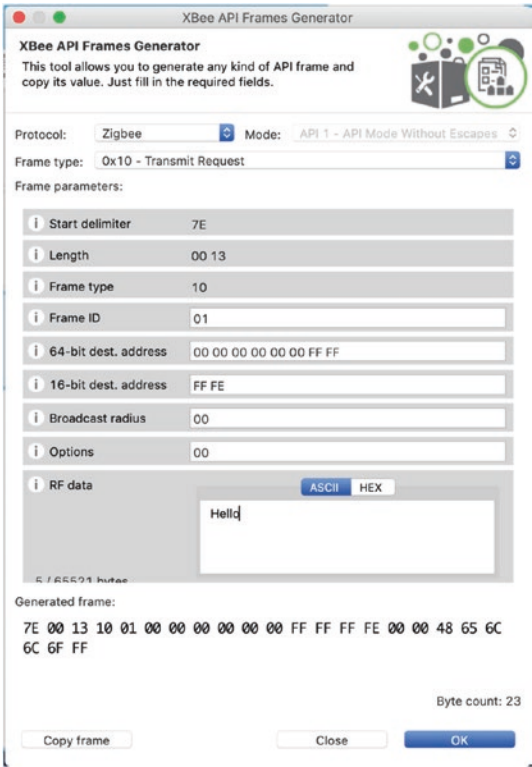 XBee API Frames Generator
XBee API Frames Generator
This tool allows you to generate any kind of API frame and
copy its value. Just fill in the required fields.
Protocol: Zigbee Mode: API 1 - API Mode Without Escapes
Frame type: 0x10 - Transmit Request
Frame parameters:
i Start delimiter 7E
i Length 00 13
i Frame type 10
i Frame ID 01
i 64-bit dest. address 00 00 00 00 00 00 FF FF
i 16-bit dest. address FF FE
i Broadcast radius 00
i Options 00
i RF data ASCII HEX
Hello
5 / 65521 bytes
Generated frame:
7E 00 13 10 01 00 00 00 00 00 00 FF FF FF FE 00 00 48 65 6C
6C 6F FF
Byte count: 23
Copy frame Close OK